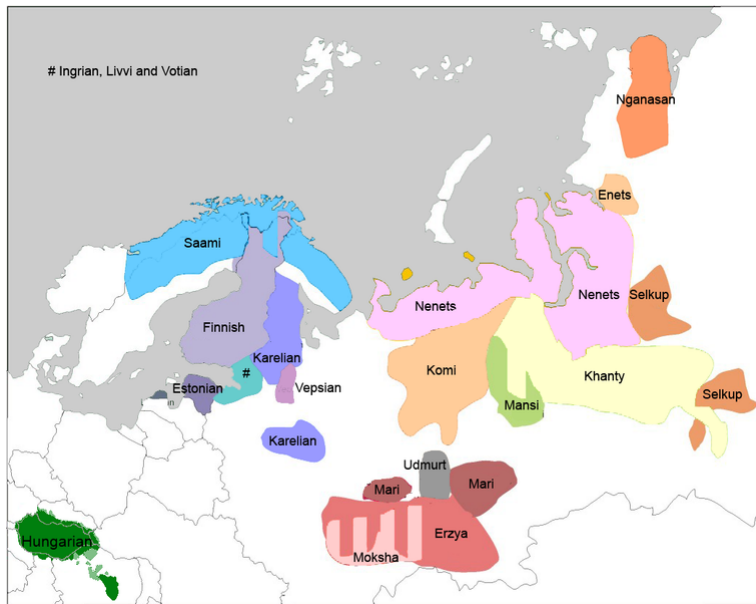 # Ingrian, Livvi and Votian
Nganasan
Enets
Saami
Nenets
Nenets
Selkup
Finnish
Karelian
#
Komi
Khanty
Estonian
Vepsian
Mansi
Selkup
Karelian
Udmurt
Mari
Mari
Erzya
Moksha
Hungarian